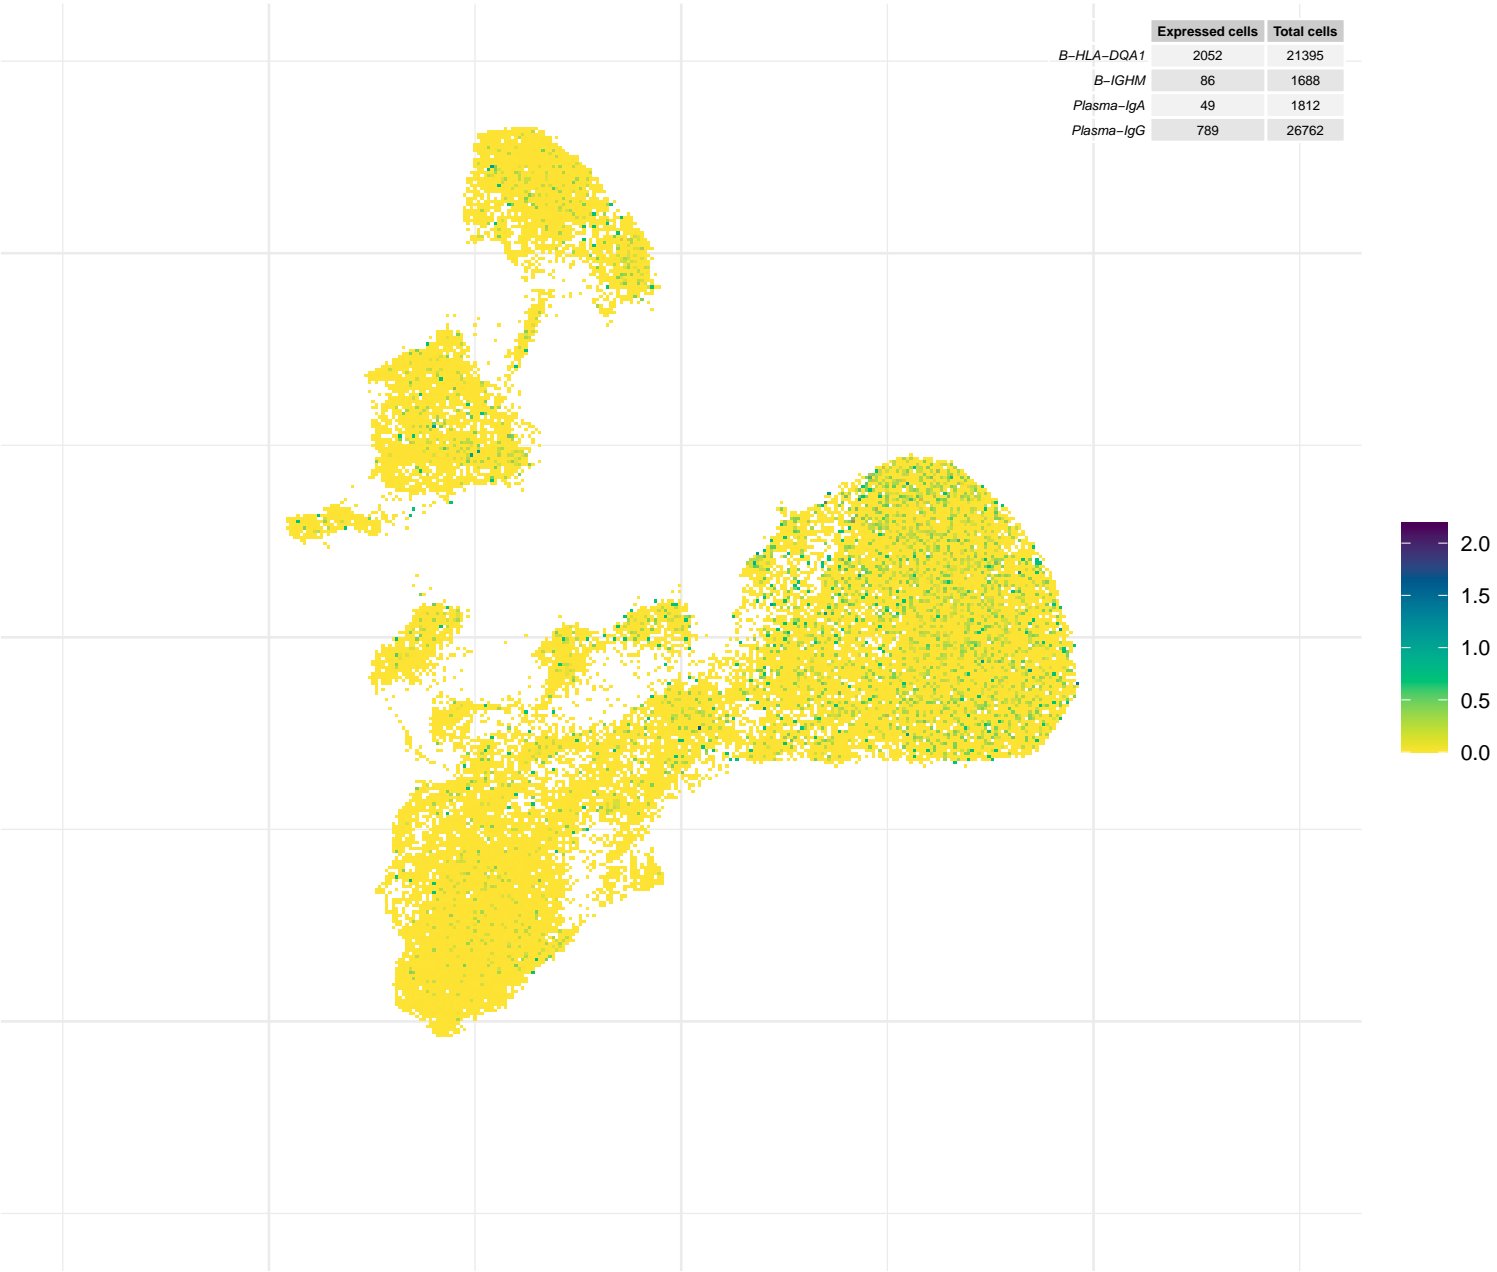 Expressed cells Total cells
B−HLA−DQA1 2052 21395
B−IGHM 86 1688
Plasma−IgA 49 1812
Plasma−IgG 789 26762
2.0
1.5
1.0
0.5
0.0